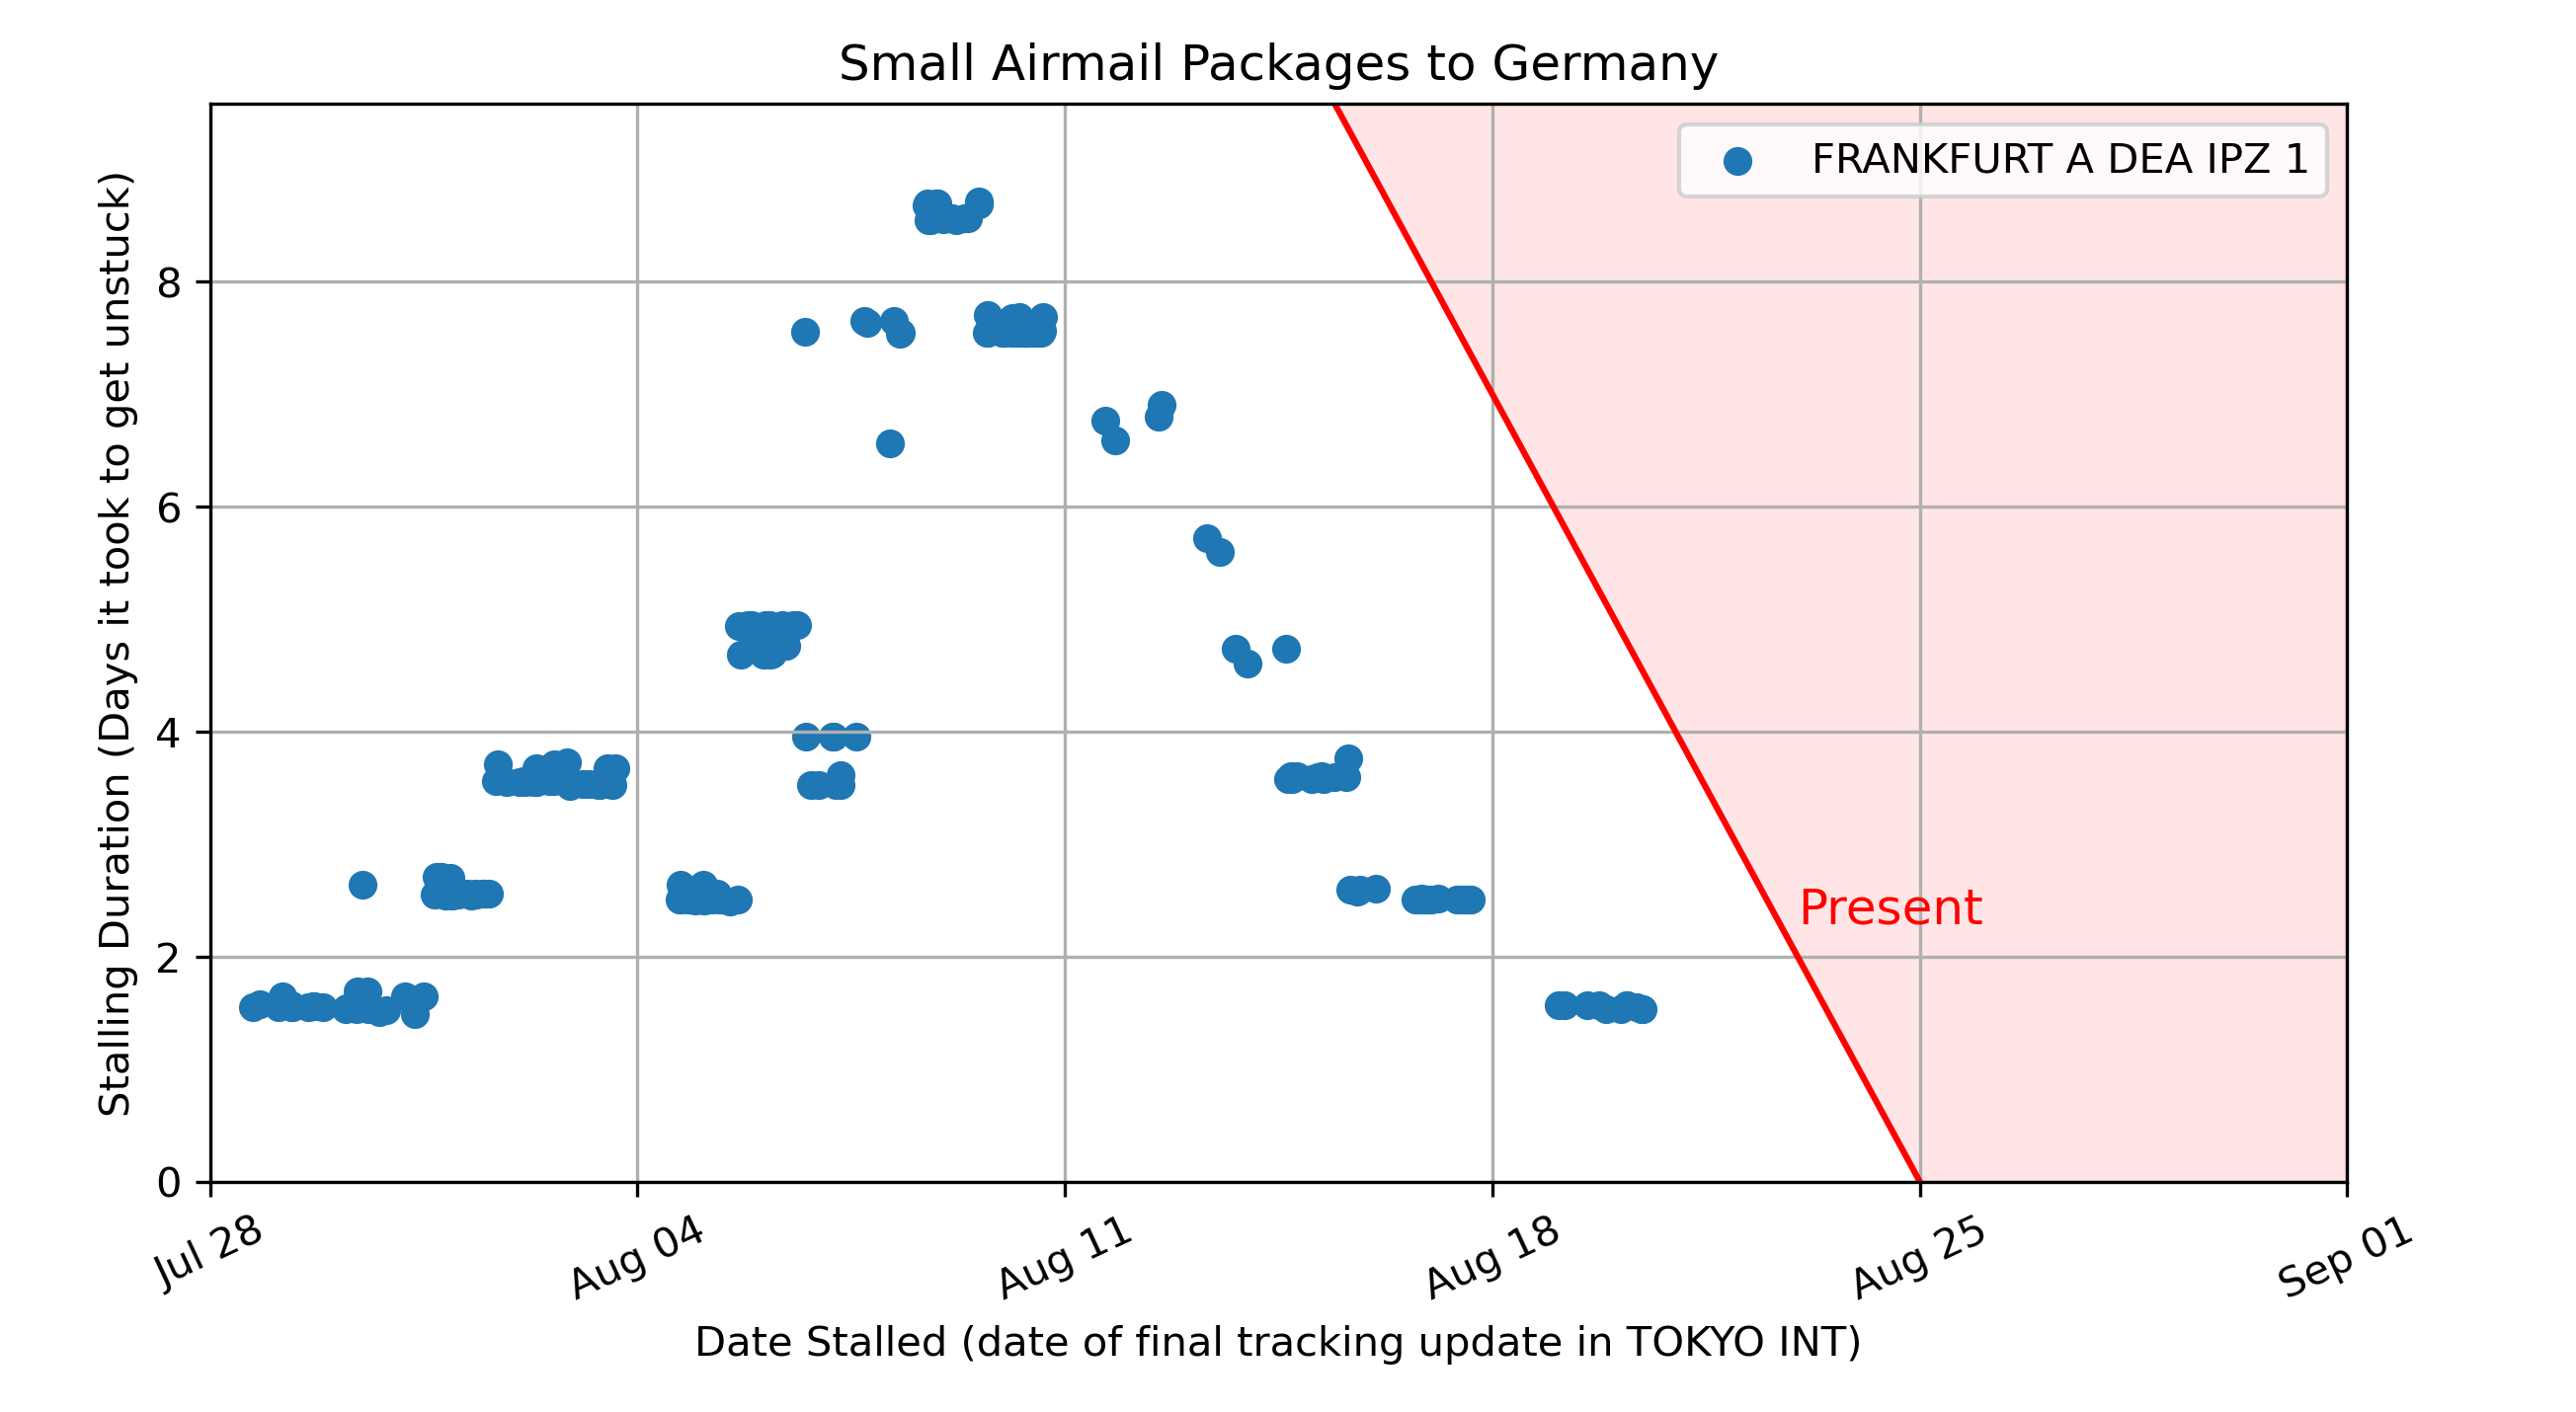 Small Airmail Packages to Germany
FRANKFURT A DEA IPZ 1
Stalling Duration (Days it took to get unstuck)
8
6
4
2
0
Present
Jul 28
Aug 04
Aug 11
Aug 18
Aug 25
Sep 01
Date Stalled (date of final tracking update in TOKYO INT)